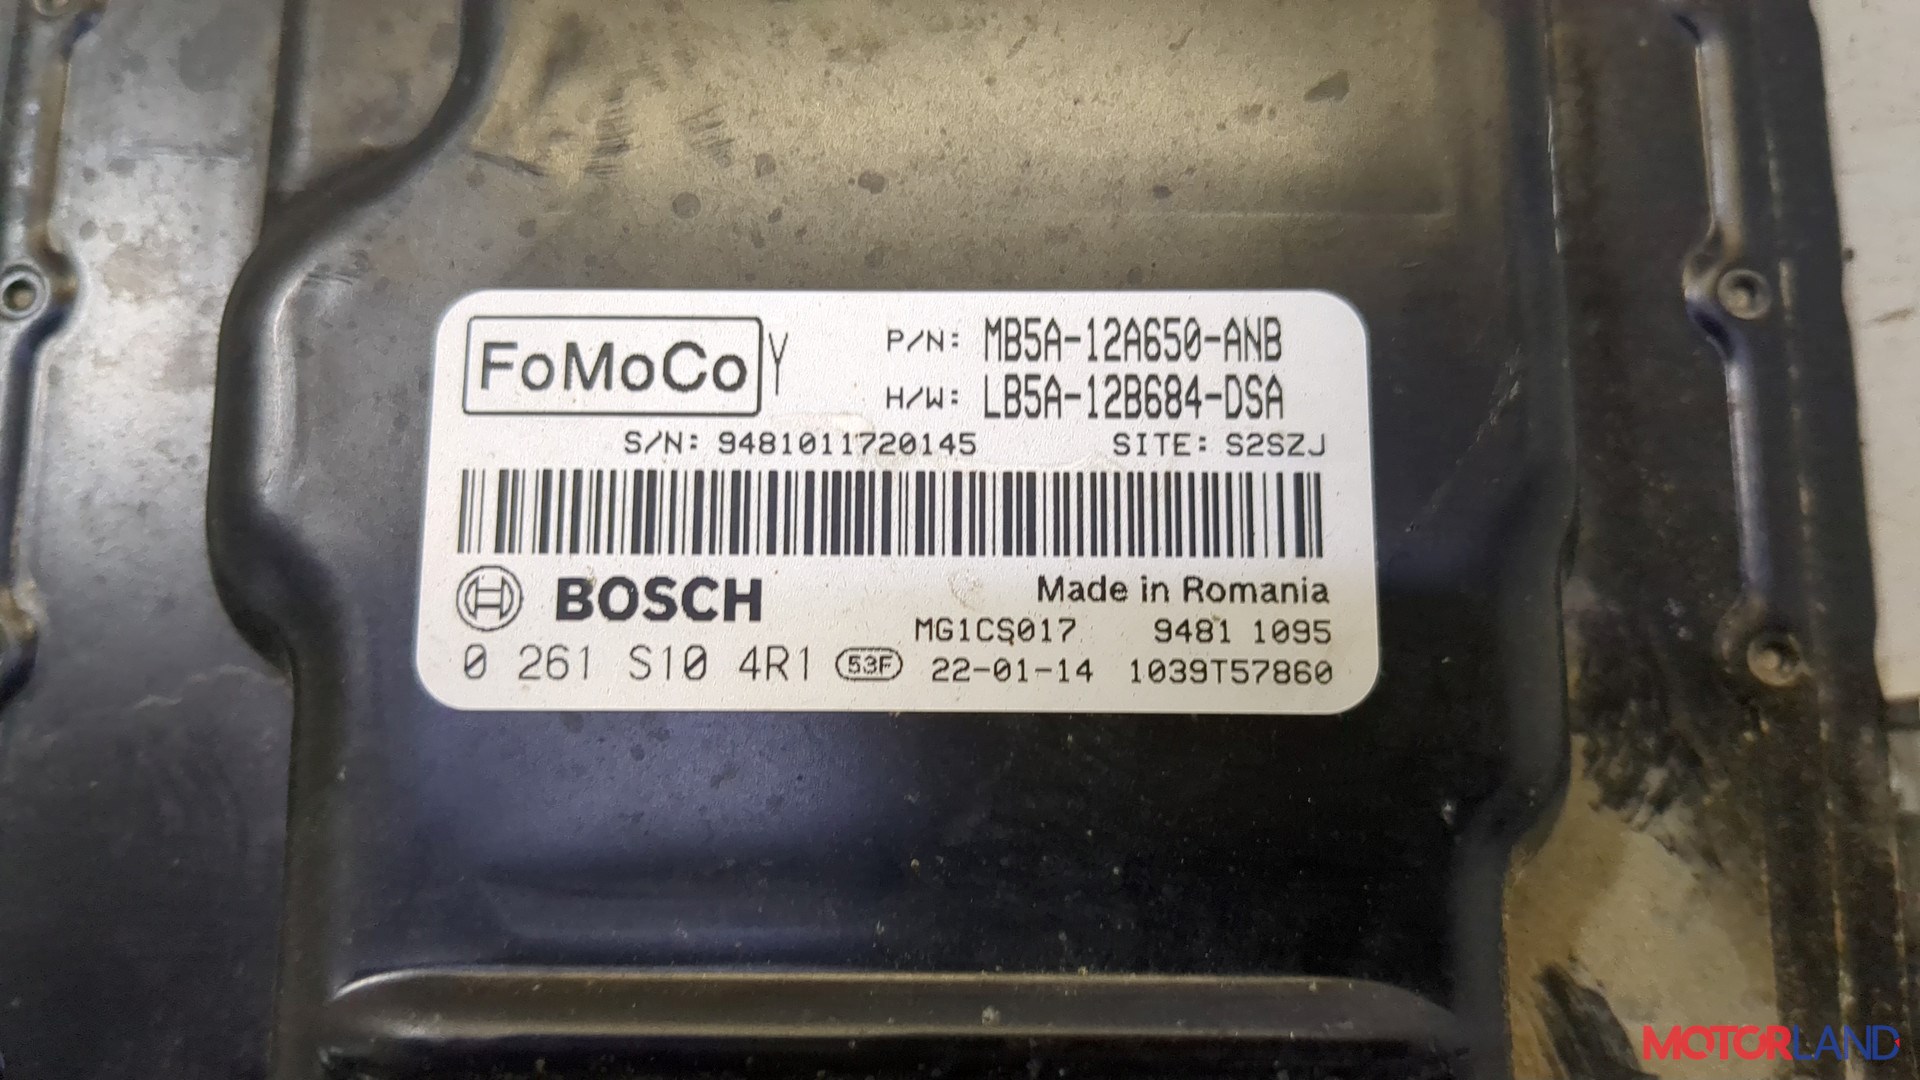 FoMoCo Y P/N: MB5A-12A650-ANB
H/W: LB5A-12B684-DSA
S/N: 9481011720145 SITE: S2SZJ
BOSCH Made in Romania
MG1CS017 9481 1095
0 261 S10 4R1 53F 22-01-14 1039T57860
MOTORLAND